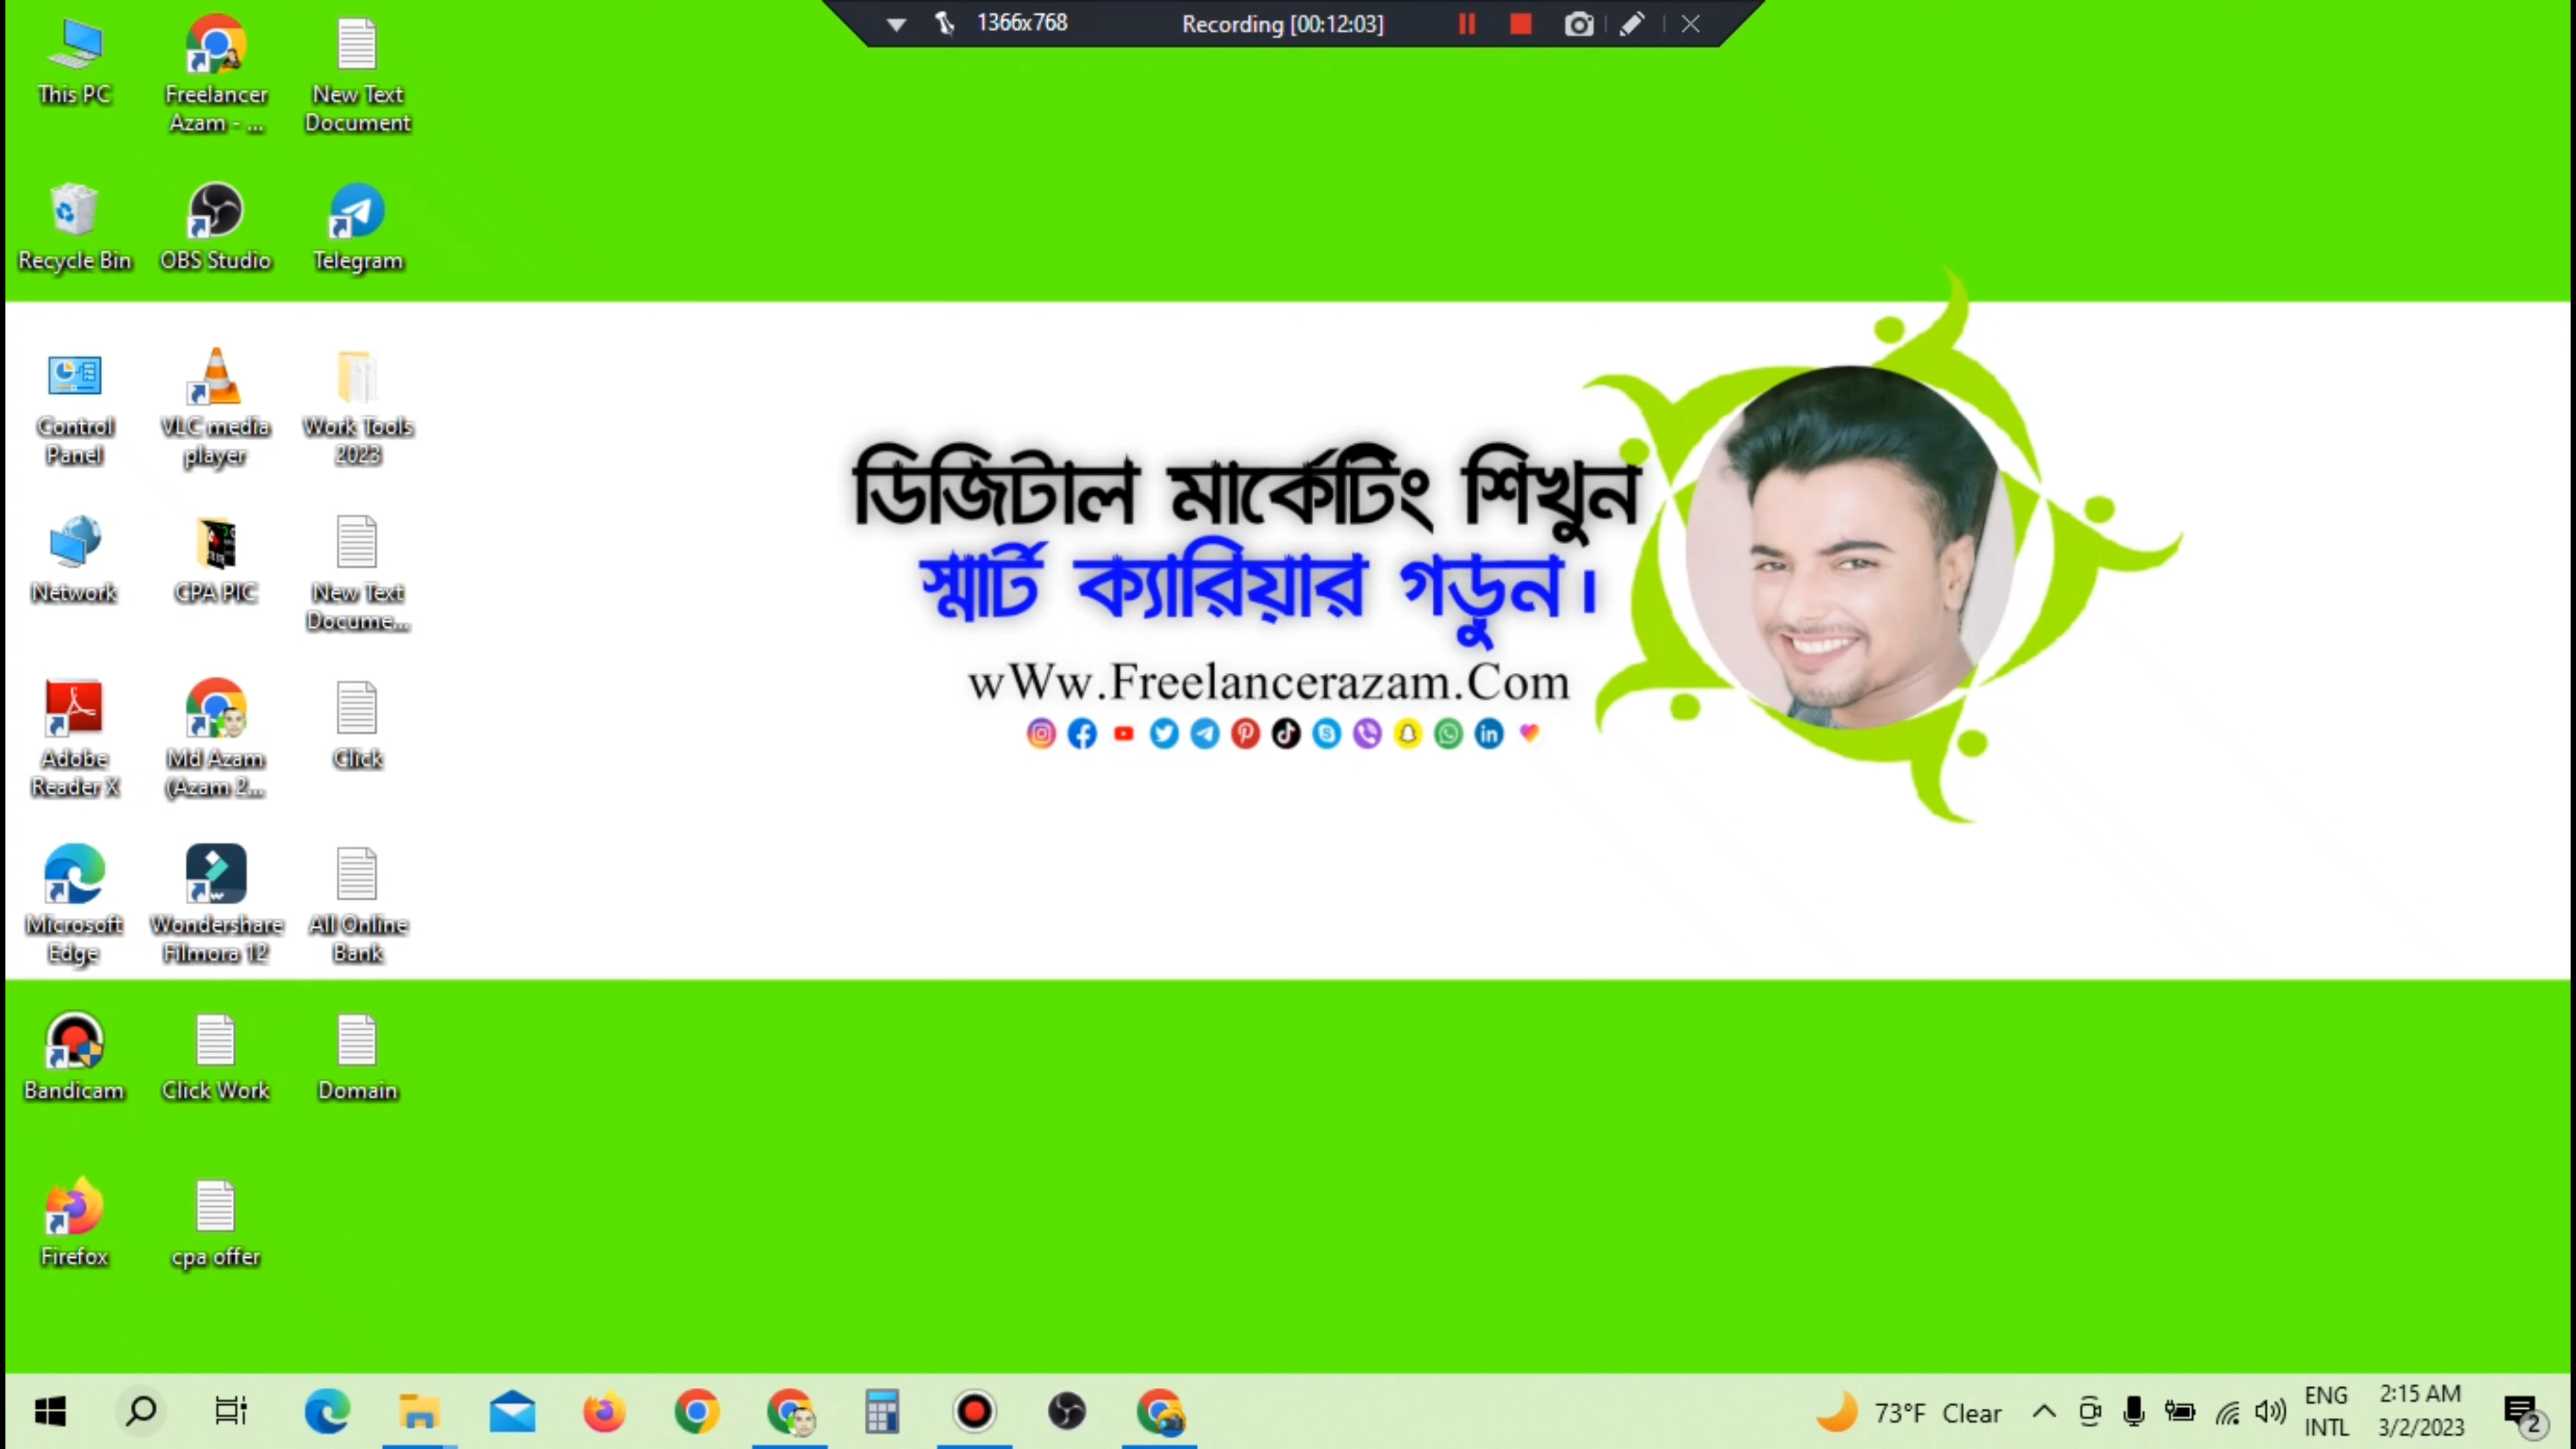 1366x768
Recording [00:12:03]
This PC
Freelancer
Azam - ...
New Text
Document
Recycle Bin
OBS Studio
Telegram
Control
Panel
VLC media
player
Work Tools
2023
Network
CPA PIC
New Text
Docume...
Adobe
Reader X
Md Azam
(Azam 2...
Click
Microsoft
Edge
Wondershare
Filmora 12
All Online
Bank
Bandicam
Click Work
Domain
Firefox
cpa offer
ডিজিটাল মার্কেটিং শিখুন
স্মার্ট ক্যারিয়ার গড়ুন।
wWw.Freelancerazam.Com
73°F Clear
ENG
INTL
2:15 AM
3/2/2023
2